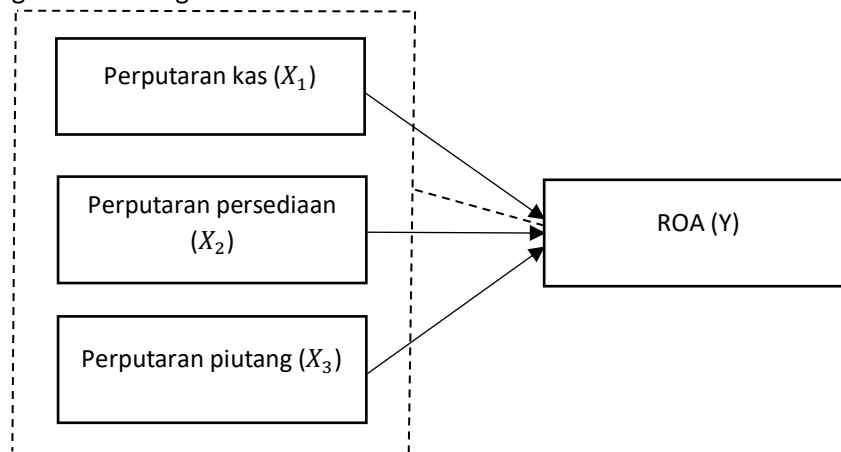 Perputaran kas (X₁)
Perputaran persediaan
(X₂)
ROA (Y)
Perputaran piutang (X₃)